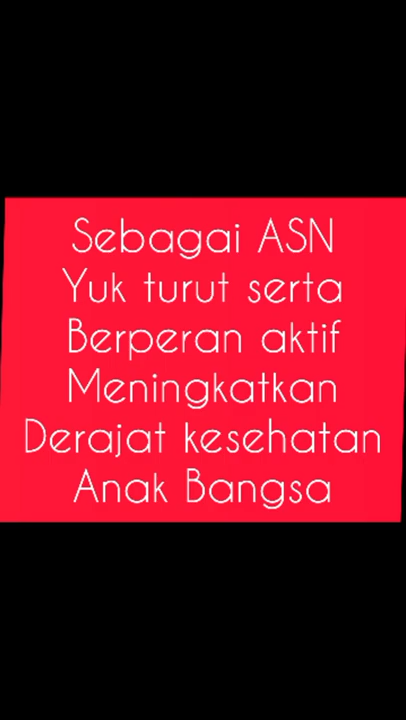 Sebagai ASN
Yuk turut serta
Berperan aktif
Meningkatkan
Derajat kesehatan
Anak Bangsa